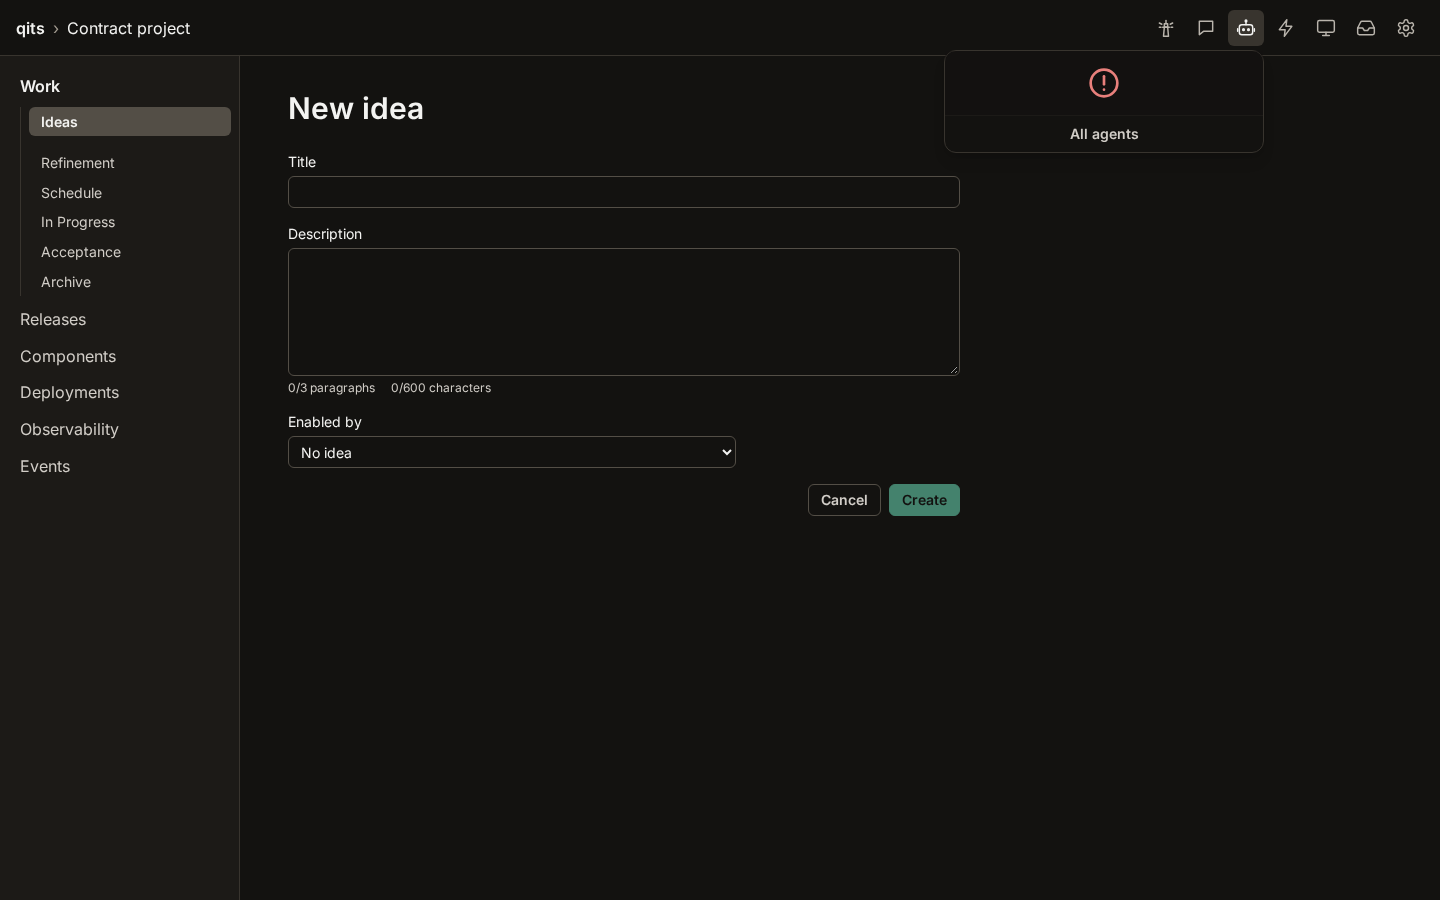 qits › Contract project
All agents
Work
Ideas
Refinement
Schedule
In Progress
Acceptance
Archive
Releases
Components
Deployments
Observability
Events
New idea
Title
Description
0/3 paragraphs 0/600 characters
Enabled by
No idea
Cancel Create